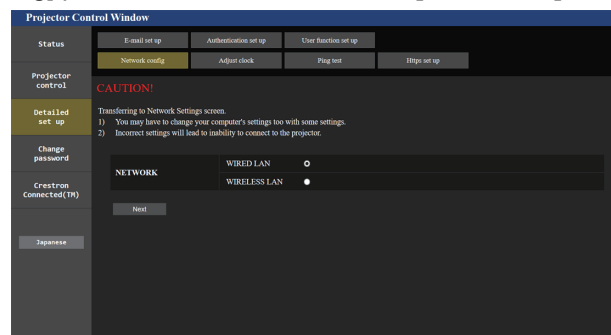 Projector Control Window
Status
Projector
control
Detailed
set up
Change
password
Crestron
Connected(TM)
Japanese
E-mail set up
Authentication set up
User function set up
Network config
Adjust clock
Ping test
Https set up
CAUTION!
Transferring to Network Settings screen.
1) You may have to change your computer's settings too with some settings.
2) Incorrect settings will lead to inability to connect to the projector.
NETWORK
WIRED LAN
WIRELESS LAN
Next